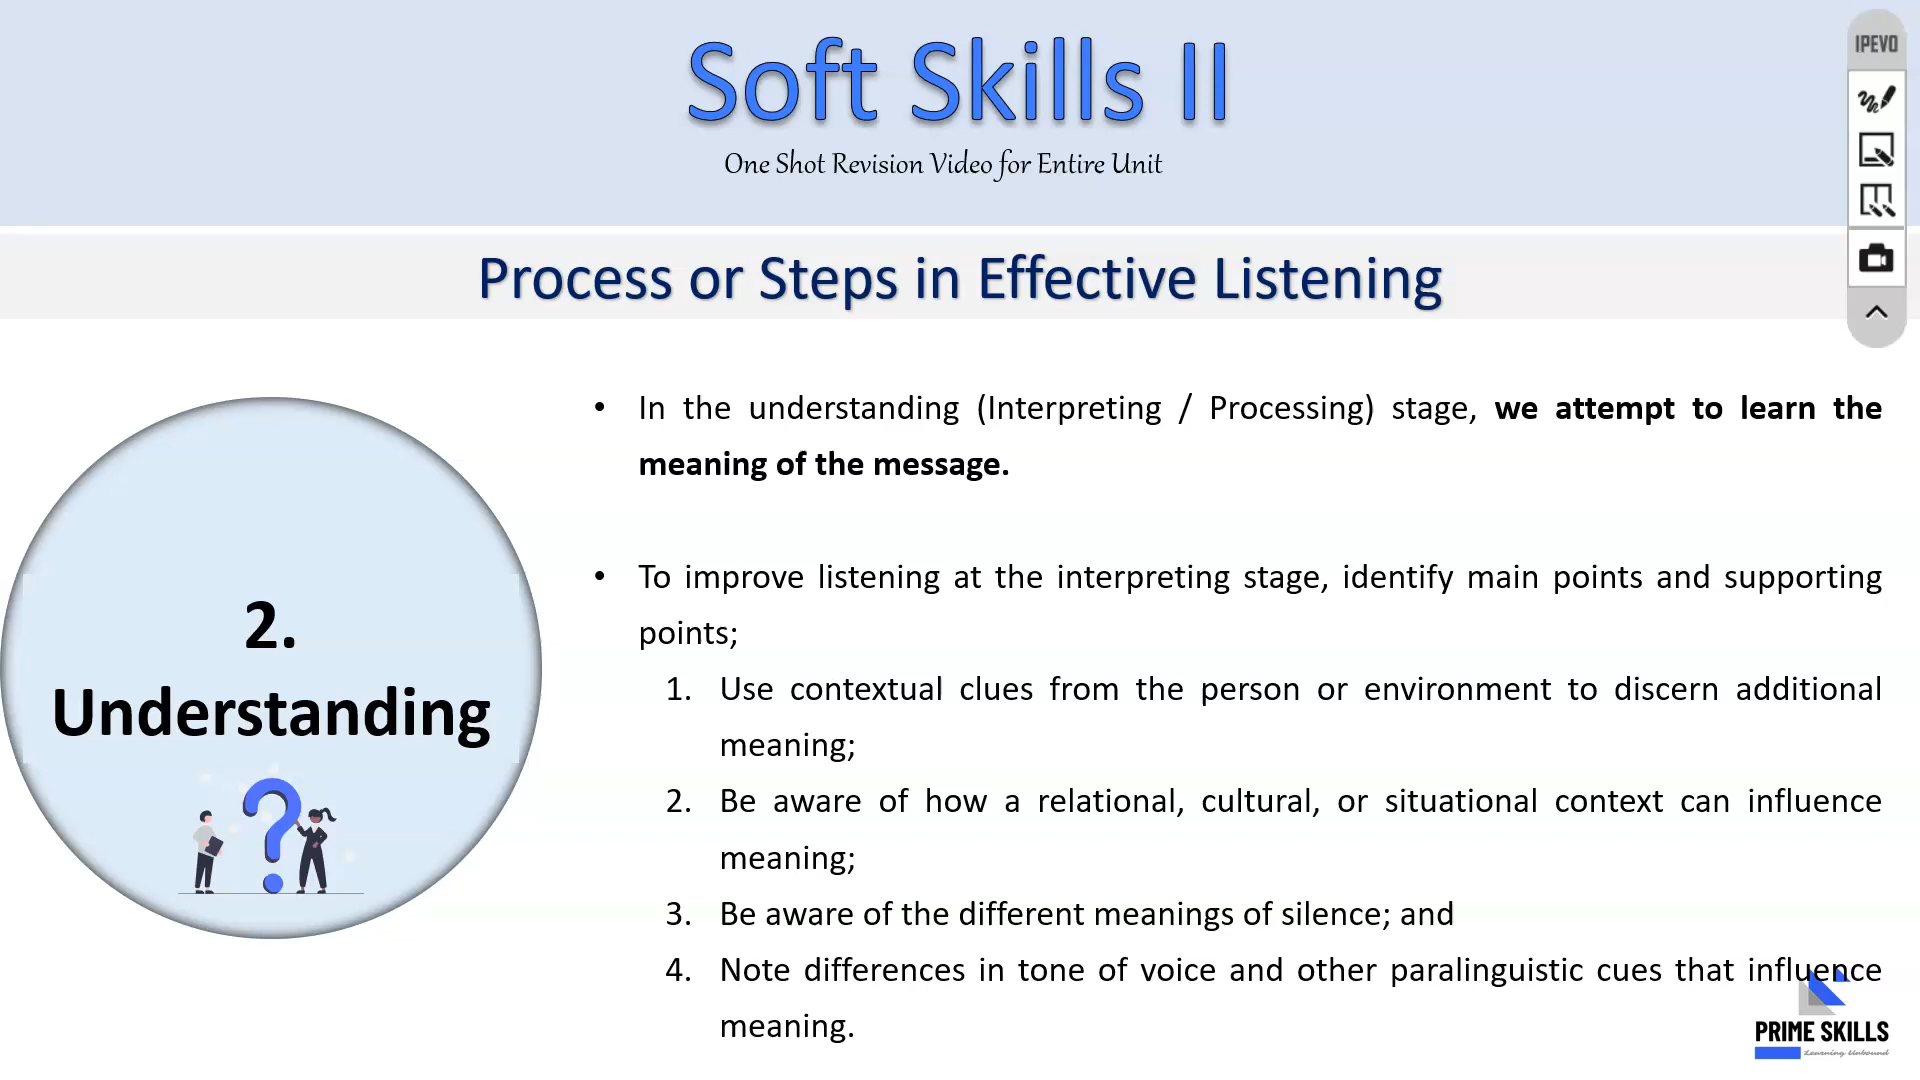 Soft Skills II
One Shot Revision Video for Entire Unit
IPEVO
Process or Steps in Effective Listening
2.
Understanding
• In the understanding (Interpreting / Processing) stage, we attempt to learn the
meaning of the message.
• To improve listening at the interpreting stage, identify main points and supporting
points;
1. Use contextual clues from the person or environment to discern additional
meaning;
2. Be aware of how a relational, cultural, or situational context can influence
meaning;
3. Be aware of the different meanings of silence; and
4. Note differences in tone of voice and other paralinguistic cues that influence
meaning.
PRIME SKILLS
Learning Unbound